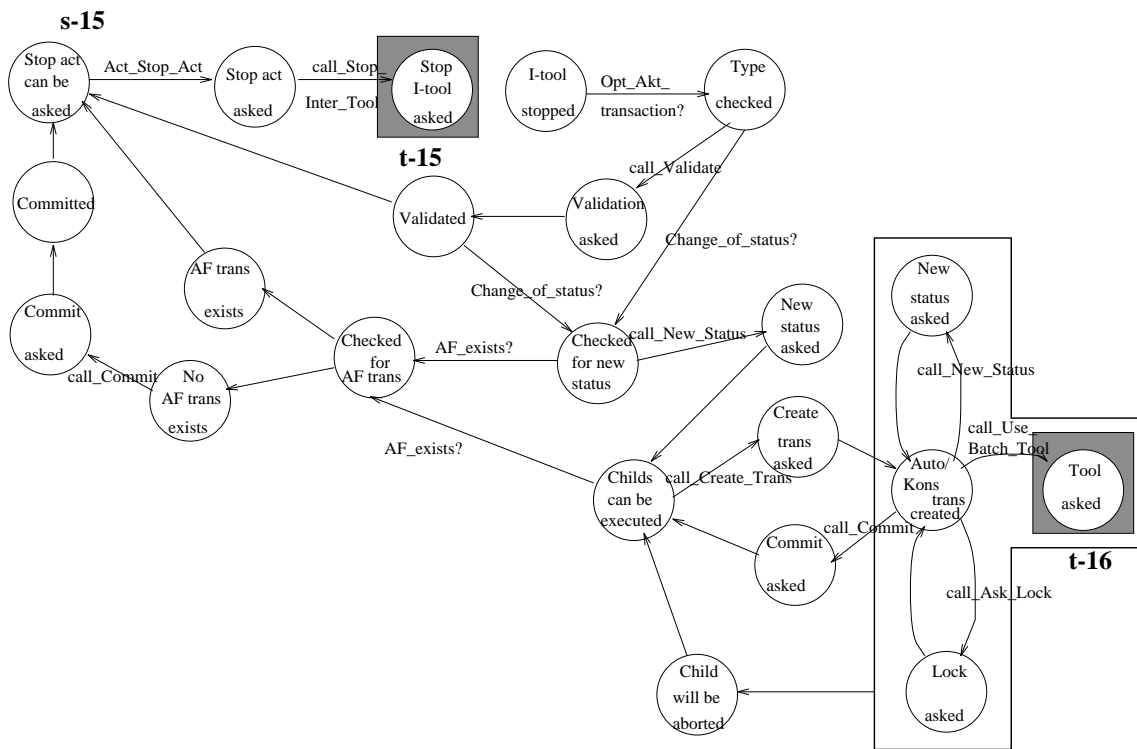 s-15
Stop act
can be
asked
Act_Stop_Act
Stop act
asked
call_Stop_
Inter_Tool
Stop
I-tool
asked
t-15
I-tool
stopped
Opt_Akt_
transaction?
Type
checked
call_Validate
Committed
Validated
Validation
asked
Change_of_status?
Change_of_status?
AF trans
exists
Commit
asked
call_Commit
No
AF trans
exists
Checked
for
AF trans
AF_exists?
Checked
for new
status
call_New_Status
New
status
asked
New
status
asked
call_New_Status
AF_exists?
Create
trans
asked
call_Create_Trans
Childs
can be
executed
call_Commit
Commit
asked
Auto/
Kons
trans
created
call_Use_
Batch_Tool
Tool
asked
t-16
call_Ask_Lock
Child
will be
aborted
Lock
asked